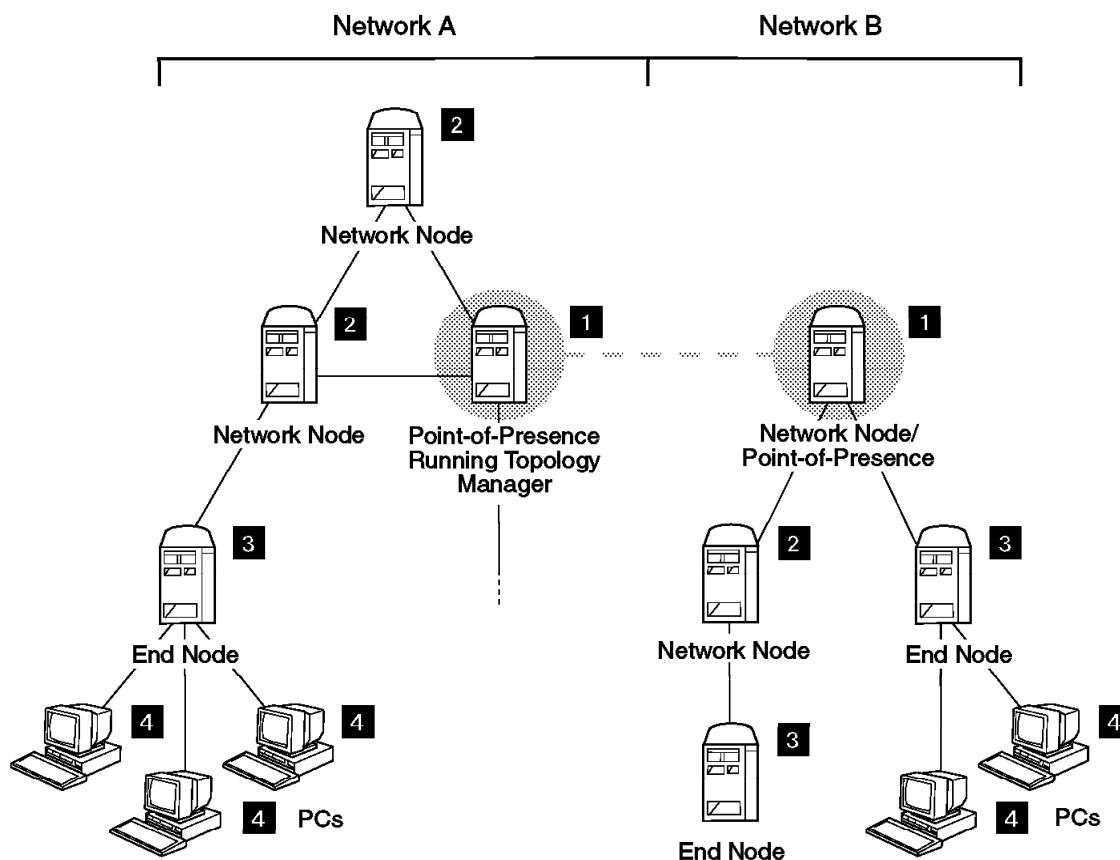 Network A
Network B
2
Network Node
2
1
1
Network Node
Point-of-Presence
Running Topology
Manager
Network Node/
Point-of-Presence
3
2
3
End Node
Network Node
End Node
4
4
3
4
4
PCs
4
PCs
End Node